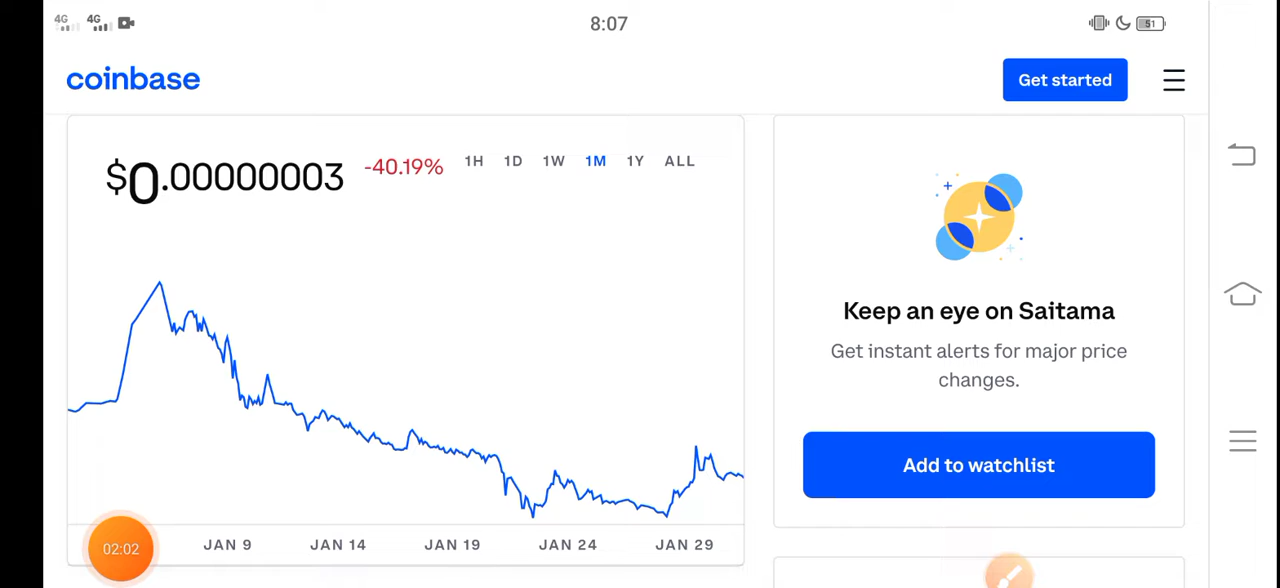 4G 4G 8:07 51
coinbase
Get started
$0.00000003 -40.19% 1H 1D 1W 1M 1Y ALL
Keep an eye on Saitama
Get instant alerts for major price
changes.
Add to watchlist
JAN 9 JAN 14 JAN 19 JAN 24 JAN 29
02:02